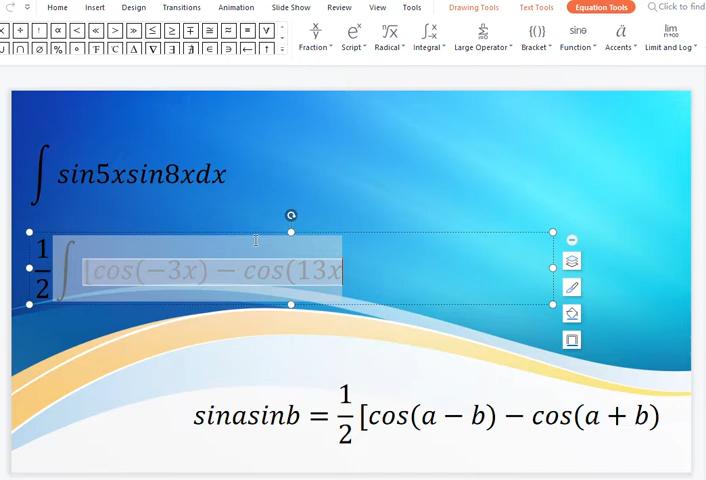 Home Insert Design Transitions Animation Slide Show Review View Tools Drawing Tools Text Tools Equation Tools Click to find
Fraction Script Radical Integral Large Operator Bracket Function Accents Limit and Log
∫ sin5xsin8xdx
1/2 ∫ [cos(−3x) − cos(13x
sinasinb = 1/2 [cos(a − b) − cos(a + b)